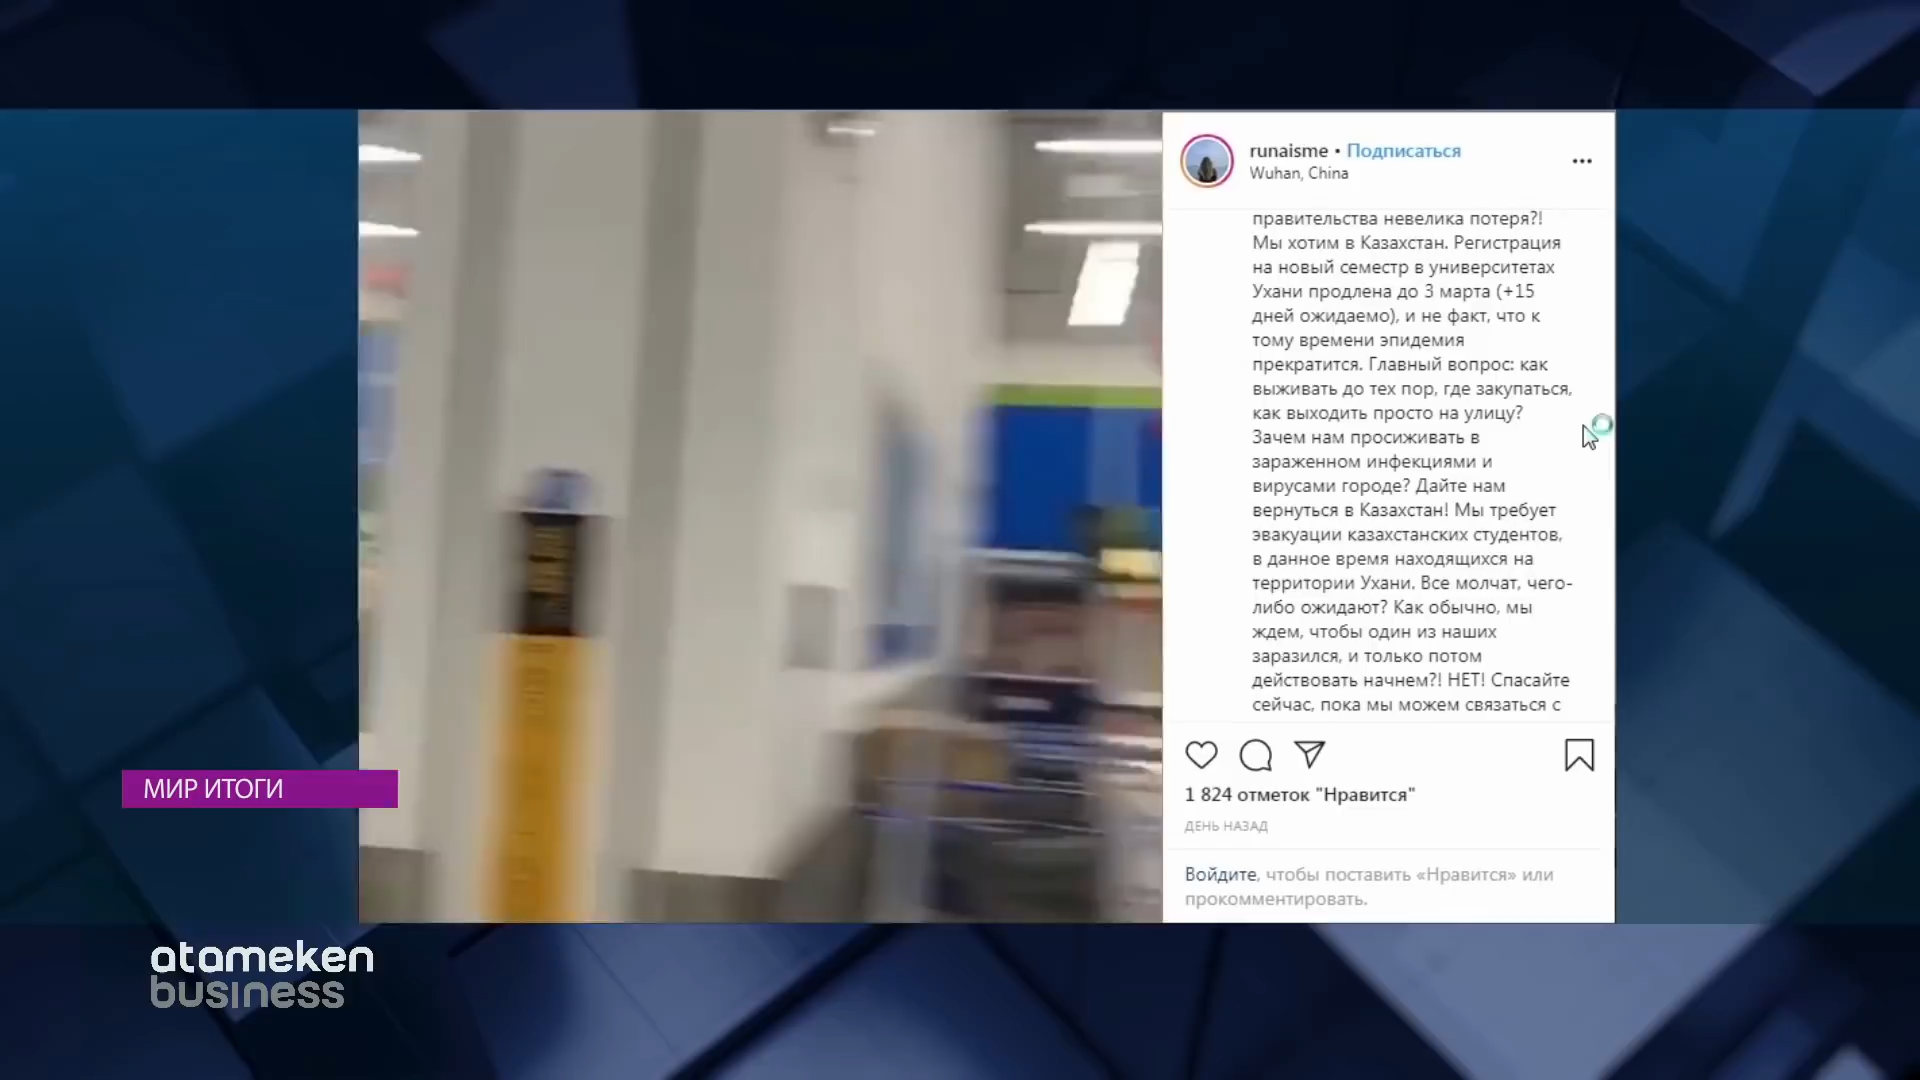 runaisme • Подписаться
Wuhan, China
правительства невелика потеря?!
Мы хотим в Казахстан. Регистрация
на новый семестр в университетах
Ухани продлена до 3 марта (+15
дней ожидаемо), и не факт, что к
тому времени эпидемия
прекратится. Главный вопрос: как
выживать до тех пор, где закупаться,
как выходить просто на улицу?
Зачем нам просиживать в
зараженном инфекциями и
вирусами городе? Дайте нам
вернуться в Казахстан! Мы требует
эвакуации казахстанских студентов,
в данное время находящихся на
территории Ухани. Все молчат, чего-
либо ожидают? Как обычно, мы
ждем, чтобы один из наших
заразился, и только потом
действовать начнем?! НЕТ! Спасайте
сейчас, пока мы можем связаться с
1 824 отметок "Нравится"
ДЕНЬ НАЗАД
Войдите, чтобы поставить «Нравится» или
прокомментировать.
МИР ИТОГИ
atameken
business